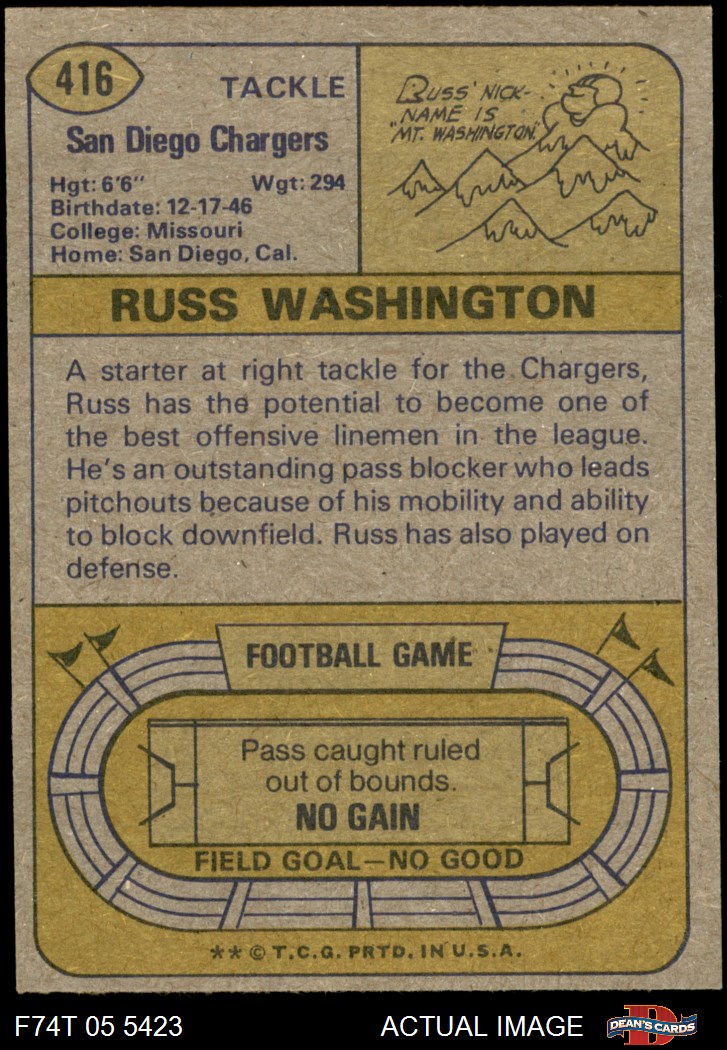 416
TACKLE
San Diego Chargers
Hgt: 6'6" Wgt: 294
Birthdate: 12-17-46
College: Missouri
Home: San Diego, Cal.
RUSS' NICK-
NAME IS
"MT. WASHINGTON."
RUSS WASHINGTON
A starter at right tackle for the Chargers,
Russ has the potential to become one of
the best offensive linemen in the league.
He's an outstanding pass blocker who leads
pitchouts because of his mobility and ability
to block downfield. Russ has also played on
defense.
FOOTBALL GAME
Pass caught ruled
out of bounds.
NO GAIN
FIELD GOAL—NO GOOD
** © T.C.G. PRTD. IN U.S.A.
F74T 05 5423 ACTUAL IMAGE
D
DEAN'S CARDS